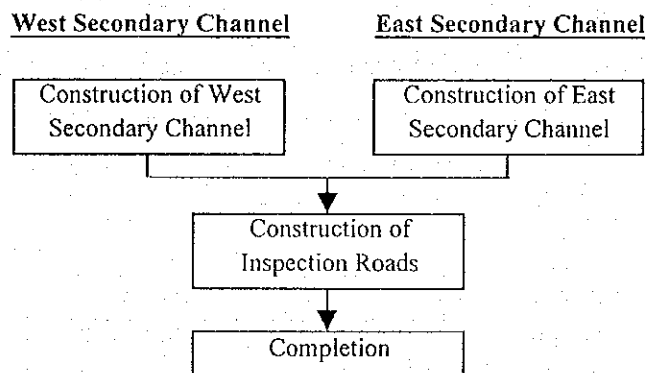 West Secondary Channel
East Secondary Channel
Construction of West
Secondary Channel
Construction of East
Secondary Channel
Construction of
Inspection Roads
Completion